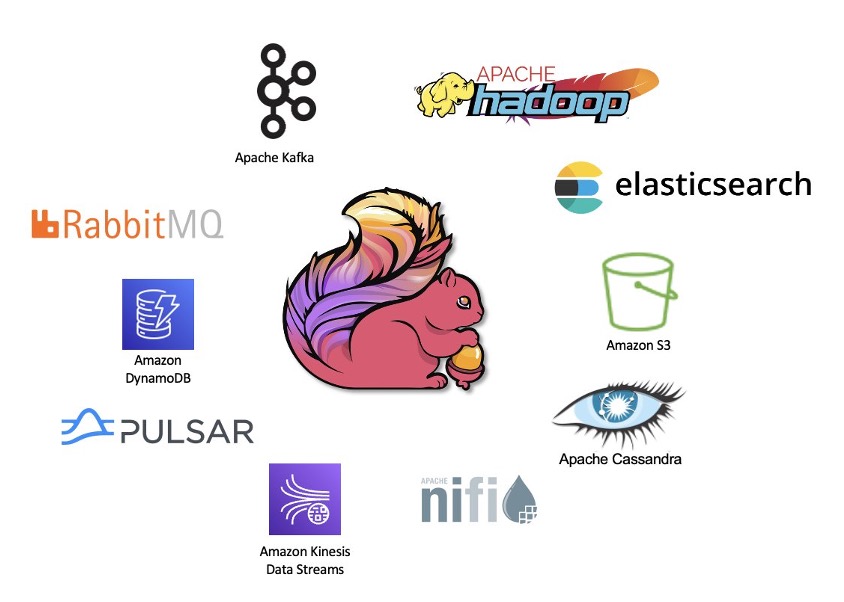 APACHE
hadoop
Apache Kafka
elasticsearch
RabbitMQ
Amazon S3
Amazon
DynamoDB
PULSAR
Apache Cassandra
APACHE
nifi
Amazon Kinesis
Data Streams